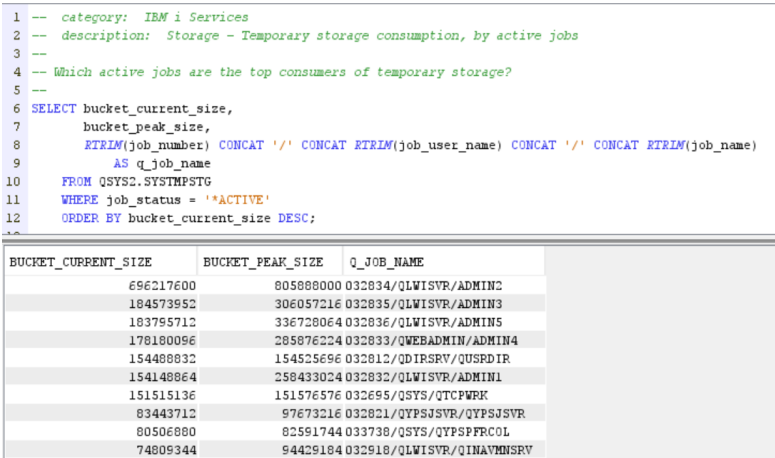 1 -- category: IBM i Services
2 -- description: Storage - Temporary storage consumption, by active jobs
3 --
4 -- Which active jobs are the top consumers of temporary storage?
5 --
6 SELECT bucket_current_size,
7 bucket_peak_size,
8 RTRIM(job_number) CONCAT '/' CONCAT RTRIM(job_user_name) CONCAT '/' CONCAT RTRIM(job_name)
9 AS q_job_name
10 FROM QSYS2.SYSTMPSTG
11 WHERE job_status = '*ACTIVE'
12 ORDER BY bucket_current_size DESC;
BUCKET_CURRENT_SIZE BUCKET_PEAK_SIZE Q_JOB_NAME
696217600 805888000 032834/QLWISVR/ADMIN2
184573952 306057216 032835/QLWISVR/ADMIN3
183795712 336728064 032836/QLWISVR/ADMIN5
178180096 285876224 032833/QWEBADMIN/ADMIN4
154488832 154525696 032812/QDIRSRV/QUSRDIR
154148864 258433024 032832/QLWISVR/ADMIN1
151515136 151576576 032695/QSYS/QTCPWRK
83443712 97673216 032821/QYPSJSVR/QYPSJSVR
80506880 82591744 033738/QSYS/QYPSPFRCOL
74809344 94429184 032918/QLWISVR/QINAVMNSRV